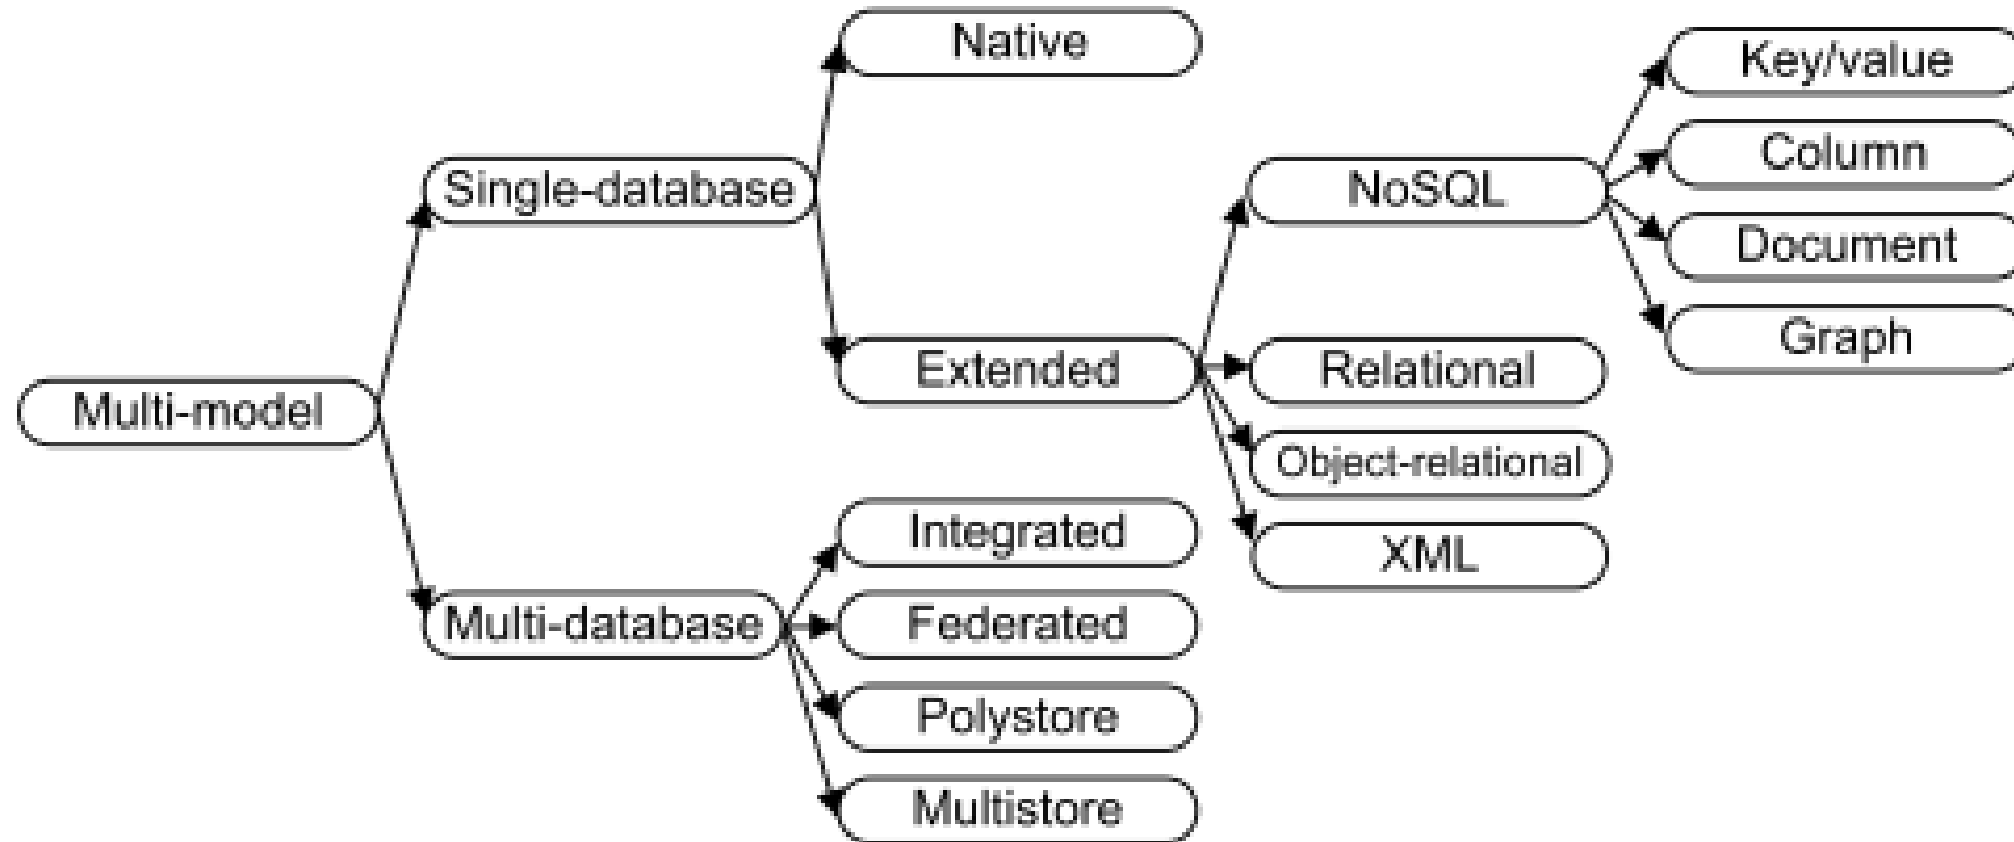 Native
Key/value
Column
Single-database
NoSQL
Document
Graph
Extended
Relational
Multi-model
Object-relational
Integrated
XML
Multi-database
Federated
Polystore
Multistore